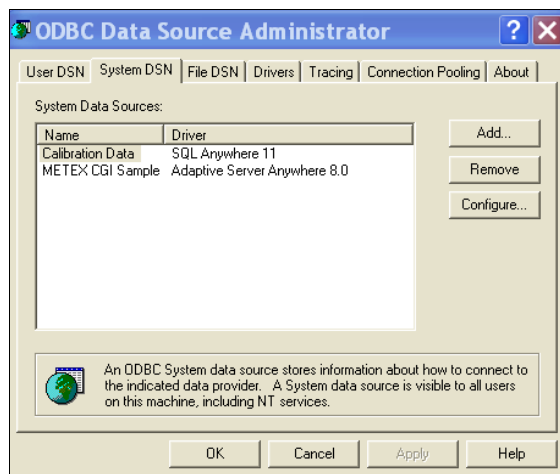 ODBC Data Source Administrator
User DSN System DSN File DSN Drivers Tracing Connection Pooling About
System Data Sources:
Name Driver
Calibration Data SQL Anywhere 11
METEX CGI Sample Adaptive Server Anywhere 8.0
Add...
Remove
Configure...
An ODBC System data source stores information about how to connect to
the indicated data provider. A System data source is visible to all users
on this machine, including NT services.
OK Cancel Apply Help